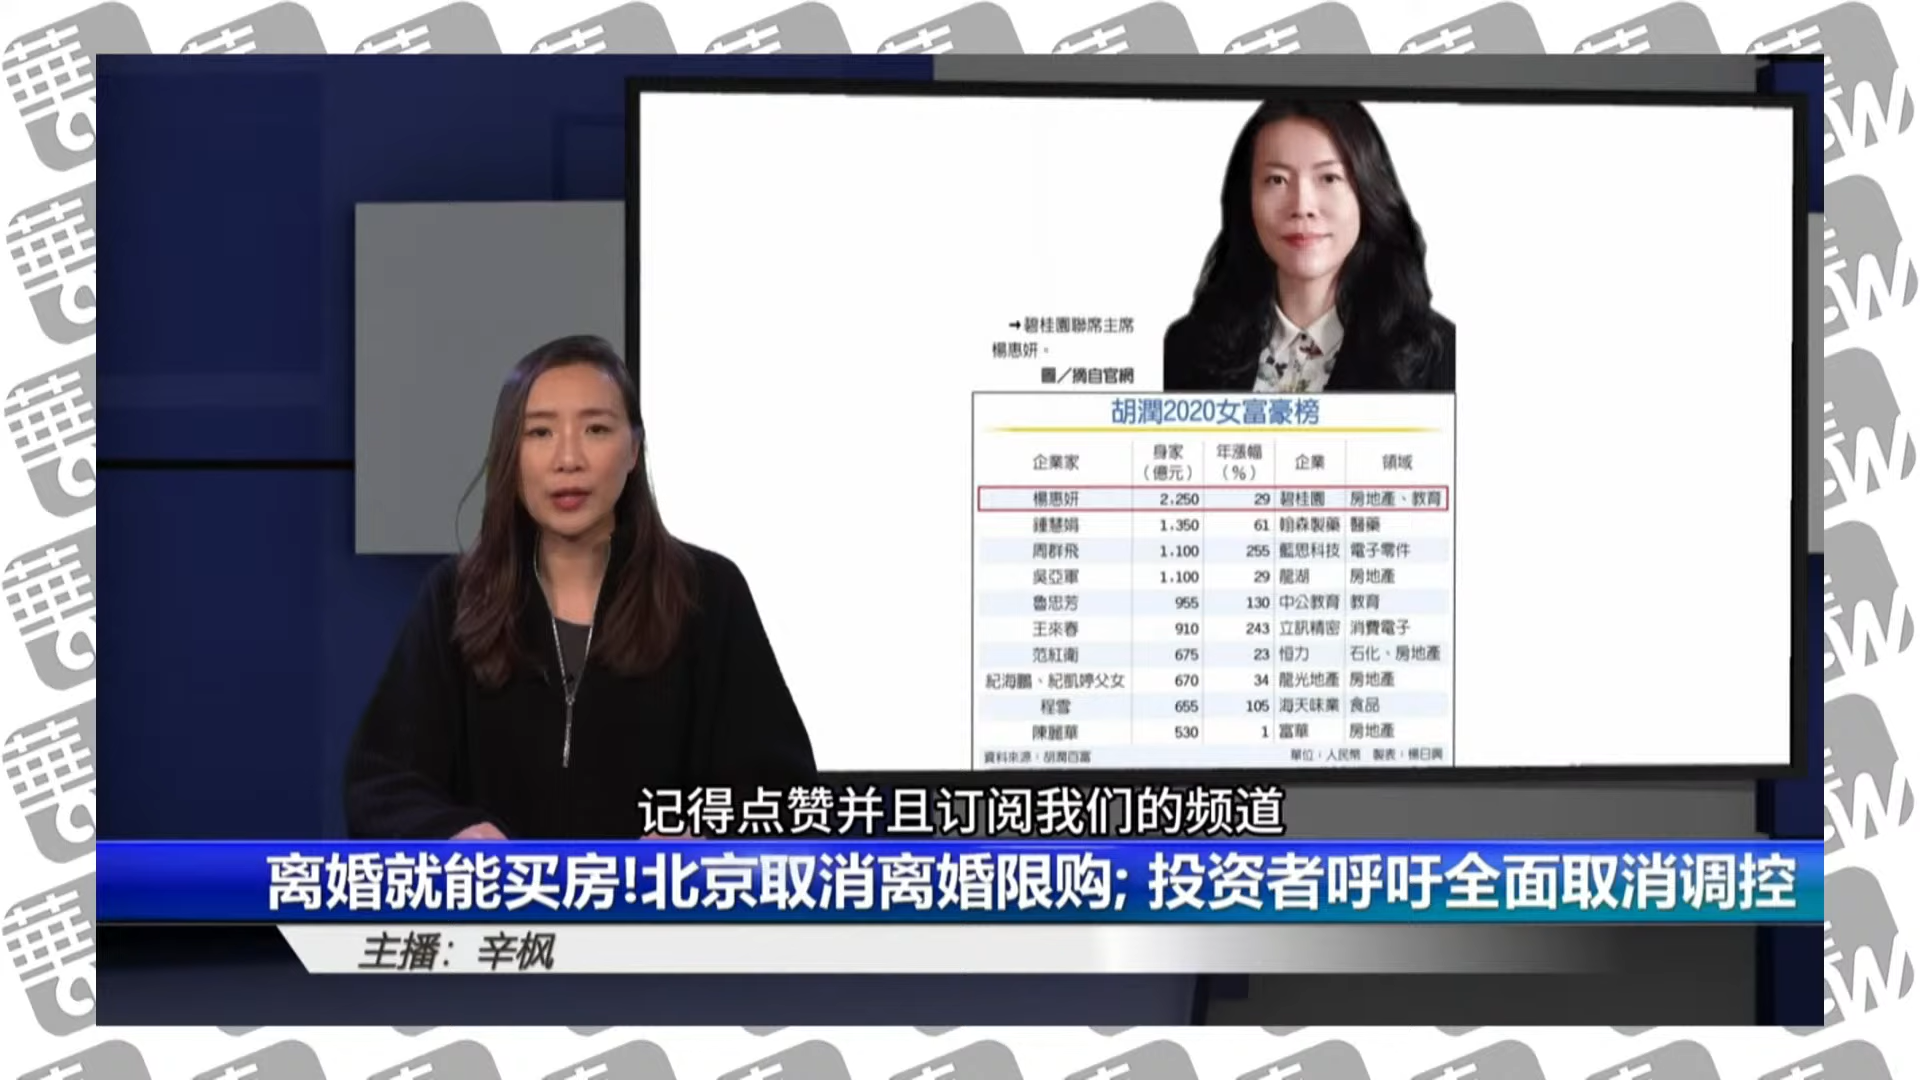 →碧桂園聯席主席
楊惠妍。
圖／摘自官網
胡潤2020女富豪榜
企業家 身家（億元） 年漲幅（%） 企業 領域
楊惠妍 2,250 29 碧桂園 房地產、教育
鍾慧娟 1,350 61 翰森製藥 醫藥
周群飛 1,100 255 藍思科技 電子零件
吳亞軍 1,100 29 龍湖 房地產
魯忠芳 955 130 中公教育 教育
王來春 910 243 立訊精密 消費電子
范紅衛 675 23 恒力 石化、房地產
紀海鵬、紀凱婷父女 670 34 龍光地產 房地產
程雪 655 105 海天味業 食品
陳麗華 530 1 富華 房地產
資料來源：胡潤百富 單位：人民幣 製表：楊日興
记得点赞并且订阅我们的频道
离婚就能买房!北京取消离婚限购; 投资者呼吁全面取消调控
主播：辛枫